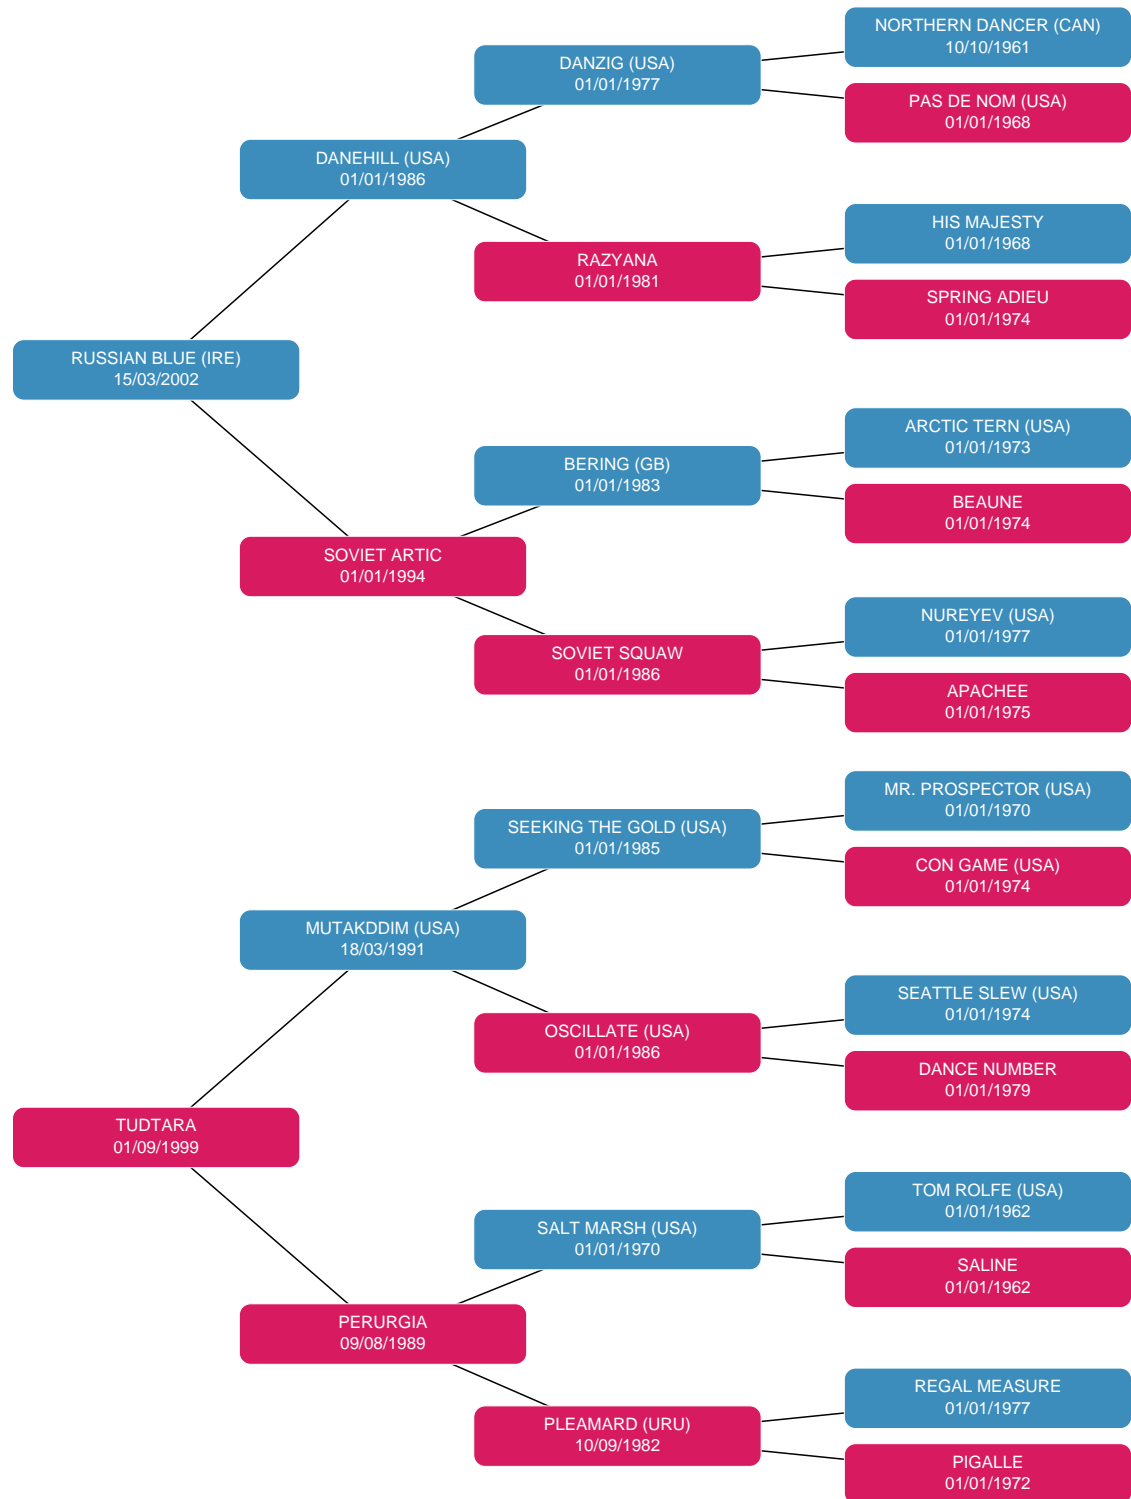 NORTHERN DANCER (CAN)
10/10/1961
DANZIG (USA)
01/01/1977
PAS DE NOM (USA)
01/01/1968
DANEHILL (USA)
01/01/1986
HIS MAJESTY
01/01/1968
RAZYANA
01/01/1981
SPRING ADIEU
01/01/1974
RUSSIAN BLUE (IRE)
15/03/2002
ARCTIC TERN (USA)
01/01/1973
BERING (GB)
01/01/1983
BEAUNE
01/01/1974
SOVIET ARTIC
01/01/1994
NUREYEV (USA)
01/01/1977
SOVIET SQUAW
01/01/1986
APACHEE
01/01/1975
MR. PROSPECTOR (USA)
01/01/1970
SEEKING THE GOLD (USA)
01/01/1985
CON GAME (USA)
01/01/1974
MUTAKDDIM (USA)
18/03/1991
SEATTLE SLEW (USA)
01/01/1974
OSCILLATE (USA)
01/01/1986
DANCE NUMBER
01/01/1979
TUDTARA
01/09/1999
TOM ROLFE (USA)
01/01/1962
SALT MARSH (USA)
01/01/1970
SALINE
01/01/1962
PERURGIA
09/08/1989
REGAL MEASURE
01/01/1977
PLEAMARD (URU)
10/09/1982
PIGALLE
01/01/1972